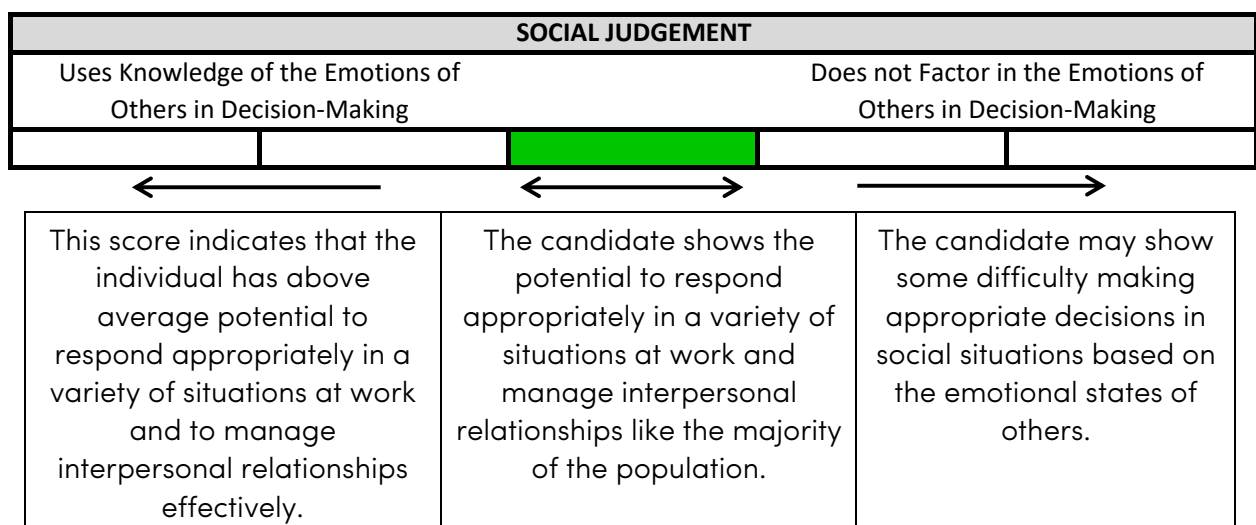 SOCIAL JUDGEMENT
Uses Knowledge of the Emotions of
Others in Decision-Making
Does not Factor in the Emotions of
Others in Decision-Making
This score indicates that the
individual has above
average potential to
respond appropriately in a
variety of situations at work
and to manage
interpersonal relationships
effectively.
The candidate shows the
potential to respond
appropriately in a variety of
situations at work and
manage interpersonal
relationships like the majority
of the population.
The candidate may show
some difficulty making
appropriate decisions in
social situations based on
the emotional states of
others.